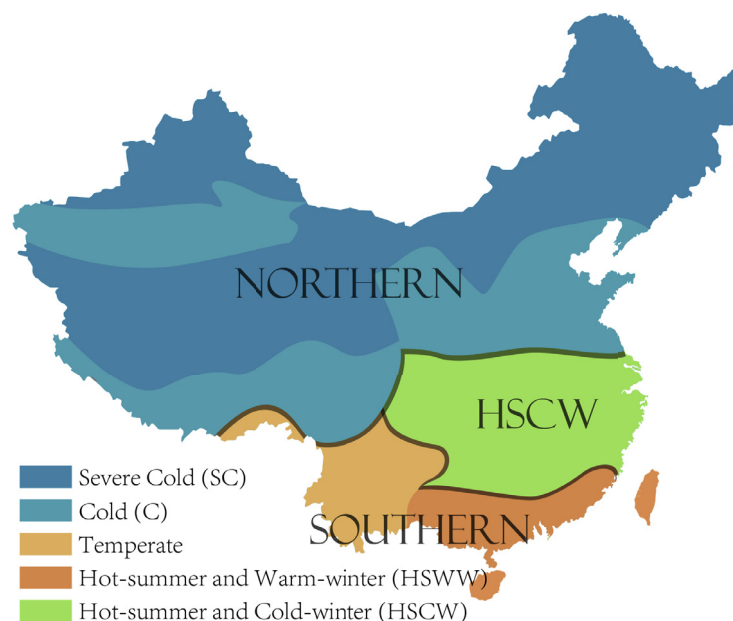 NORTHERN
HSCW
SOUTHERN
Severe Cold (SC)
Cold (C)
Temperate
Hot-summer and Warm-winter (HSWW)
Hot-summer and Cold-winter (HSCW)